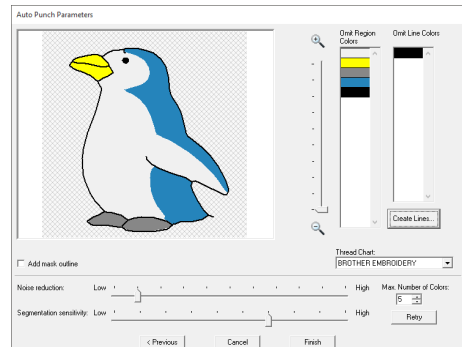 Auto Punch Parameters
Omit Region Colors
Omit Line Colors
Create Lines...
Thread Chart:
BROTHER EMBROIDERY
Add mask outline
Noise reduction: Low High
Max. Number of Colors:
5
Segmentation sensitivity: Low High
Retry
< Previous Cancel Finish